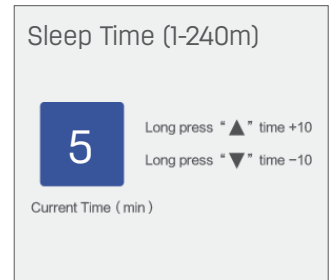 Sleep Time (1-240m)
5
Long press “▲” time +10
Long press “▼” time −10
Current Time ( min )